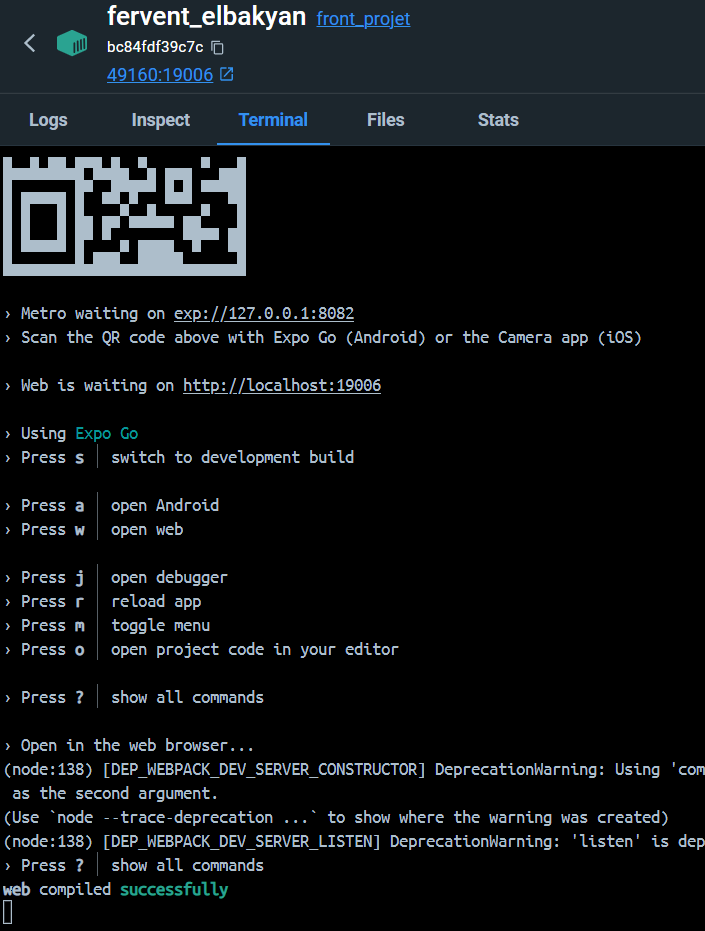 fervent_elbakyan front_projet
bc84fdf39c7c
49160:19006
Logs Inspect Terminal Files Stats
› Metro waiting on exp://127.0.0.1:8082
› Scan the QR code above with Expo Go (Android) or the Camera app (iOS)
› Web is waiting on http://localhost:19006
› Using Expo Go
› Press s │ switch to development build
› Press a │ open Android
› Press w │ open web
› Press j │ open debugger
› Press r │ reload app
› Press m │ toggle menu
› Press o │ open project code in your editor
› Press ? │ show all commands
› Open in the web browser...
(node:138) [DEP_WEBPACK_DEV_SERVER_CONSTRUCTOR] DeprecationWarning: Using 'com
as the second argument.
(Use `node --trace-deprecation ...` to show where the warning was created)
(node:138) [DEP_WEBPACK_DEV_SERVER_LISTEN] DeprecationWarning: 'listen' is dep
› Press ? │ show all commands
web compiled successfully